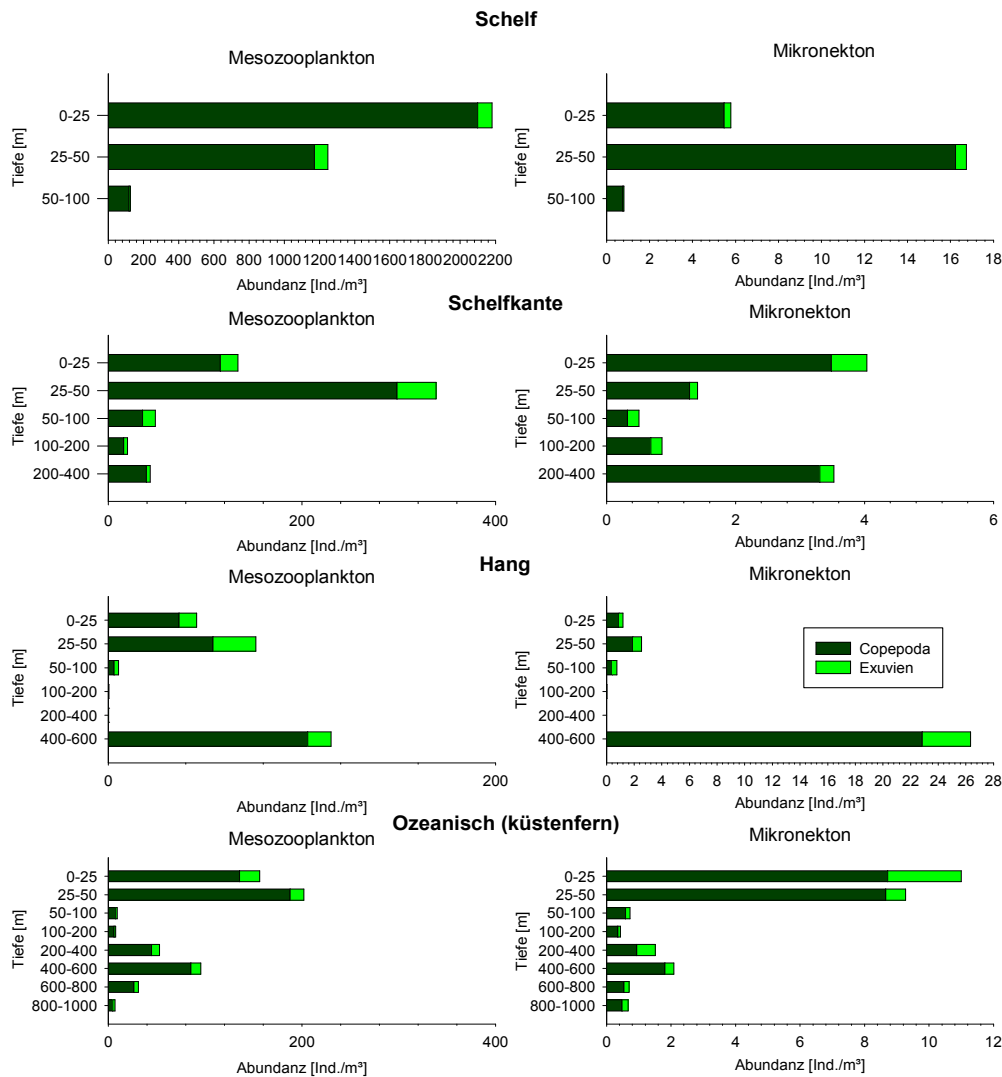 Schelf
Mesozooplankton
Tiefe [m]
0-25
25-50
50-100
0 200 400 600 800 1000 1200 1400 1600 1800 2000 2200
Abundanz [Ind./m³]
Mikronekton
Tiefe [m]
0-25
25-50
50-100
0 2 4 6 8 10 12 14 16 18
Abundanz [Ind./m³]
Schelfkante
Mesozooplankton
Tiefe [m]
0-25
25-50
50-100
100-200
200-400
0 200 400
Abundanz [Ind./m³]
Mikronekton
Tiefe [m]
0-25
25-50
50-100
100-200
200-400
0 2 4 6
Abundanz [Ind./m³]
Hang
Mesozooplankton
Tiefe [m]
0-25
25-50
50-100
100-200
200-400
400-600
0 200
Abundanz [Ind./m³]
Mikronekton
Tiefe [m]
0-25
25-50
50-100
100-200
200-400
400-600
Copepoda
Exuvien
0 2 4 6 8 10 12 14 16 18 20 22 24 26 28
Abundanz [Ind./m³]
Ozeanisch (küstenfern)
Mesozooplankton
Tiefe [m]
0-25
25-50
50-100
100-200
200-400
400-600
600-800
800-1000
0 200 400
Abundanz [Ind./m³]
Mikronekton
Tiefe [m]
0-25
25-50
50-100
100-200
200-400
400-600
600-800
800-1000
0 2 4 6 8 10 12
Abundanz [Ind./m³]